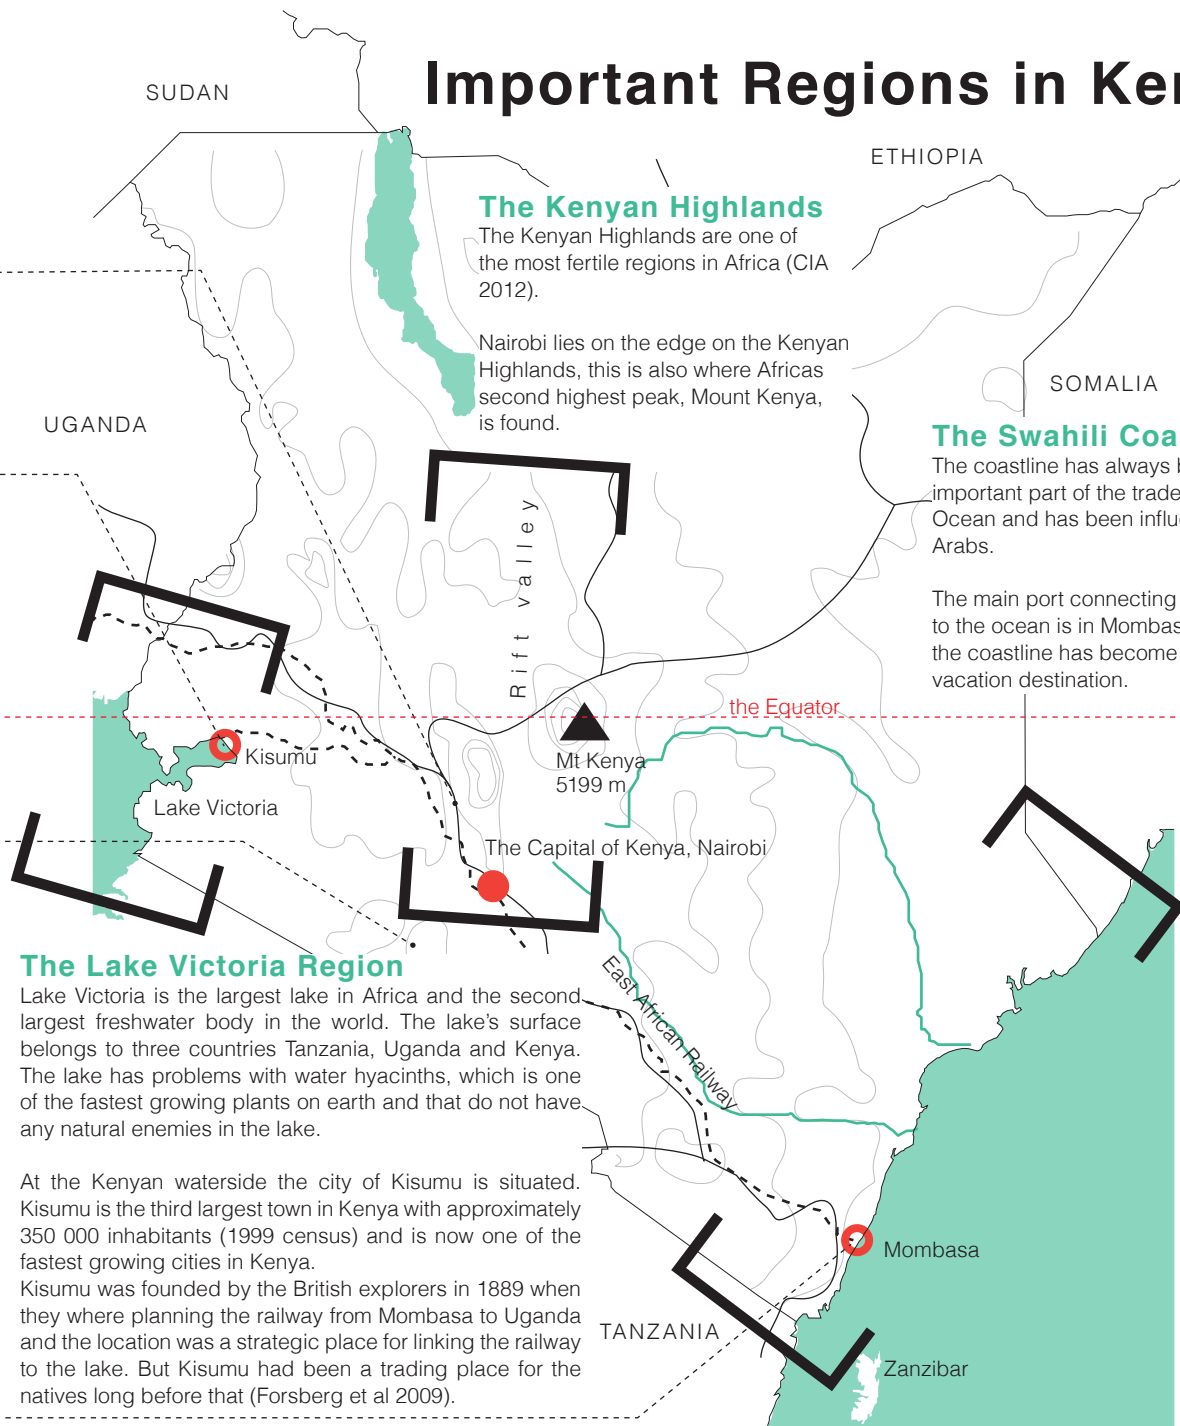 Important Regions in Ker
SUDAN
ETHIOPIA
The Kenyan Highlands
The Kenyan Highlands are one of
the most fertile regions in Africa (CIA
2012).
Nairobi lies on the edge on the Kenyan
Highlands, this is also where Africas
second highest peak, Mount Kenya,
is found.
SOMALIA
UGANDA
The Swahili Coa
The coastline has always b
important part of the trade
Ocean and has been influe
Arabs.
The main port connecting
to the ocean is in Mombas
the coastline has become
vacation destination.
Rift valley
the Equator
Kisumu
Mt Kenya
5199 m
Lake Victoria
The Capital of Kenya, Nairobi
East African Railway
The Lake Victoria Region
Lake Victoria is the largest lake in Africa and the second
largest freshwater body in the world. The lake’s surface
belongs to three countries Tanzania, Uganda and Kenya.
The lake has problems with water hyacinths, which is one
of the fastest growing plants on earth and that do not have
any natural enemies in the lake.
At the Kenyan waterside the city of Kisumu is situated.
Kisumu is the third largest town in Kenya with approximately
350 000 inhabitants (1999 census) and is now one of the
fastest growing cities in Kenya.
Kisumu was founded by the British explorers in 1889 when
they where planning the railway from Mombasa to Uganda
and the location was a strategic place for linking the railway
to the lake. But Kisumu had been a trading place for the
natives long before that (Forsberg et al 2009).
Mombasa
TANZANIA
Zanzibar